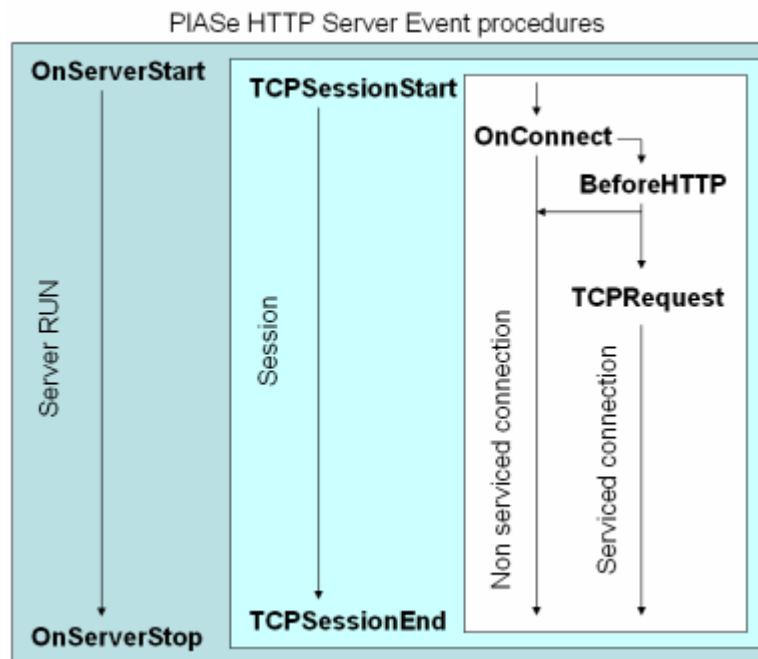 PIASe HTTP Server Event procedures
OnServerStart
TCPSessionStart
OnConnect
BeforeHTTP
TCPRequest
Server RUN
Session
Non serviced connection
Serviced connection
TCPSessionEnd
OnServerStop